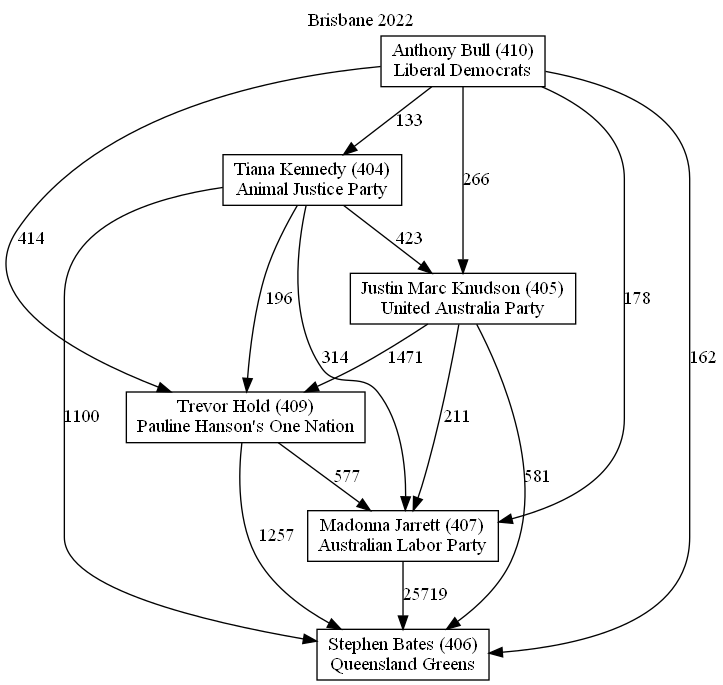 Brisbane 2022
Anthony Bull (410)
Liberal Democrats
133
Tiana Kennedy (404)
Animal Justice Party
266
414
423
Justin Marc Knudson (405)
United Australia Party
196
178
314
1471
162
Trevor Hold (409)
Pauline Hanson's One Nation
1100
211
577
581
1257
Madonna Jarrett (407)
Australian Labor Party
25719
Stephen Bates (406)
Queensland Greens